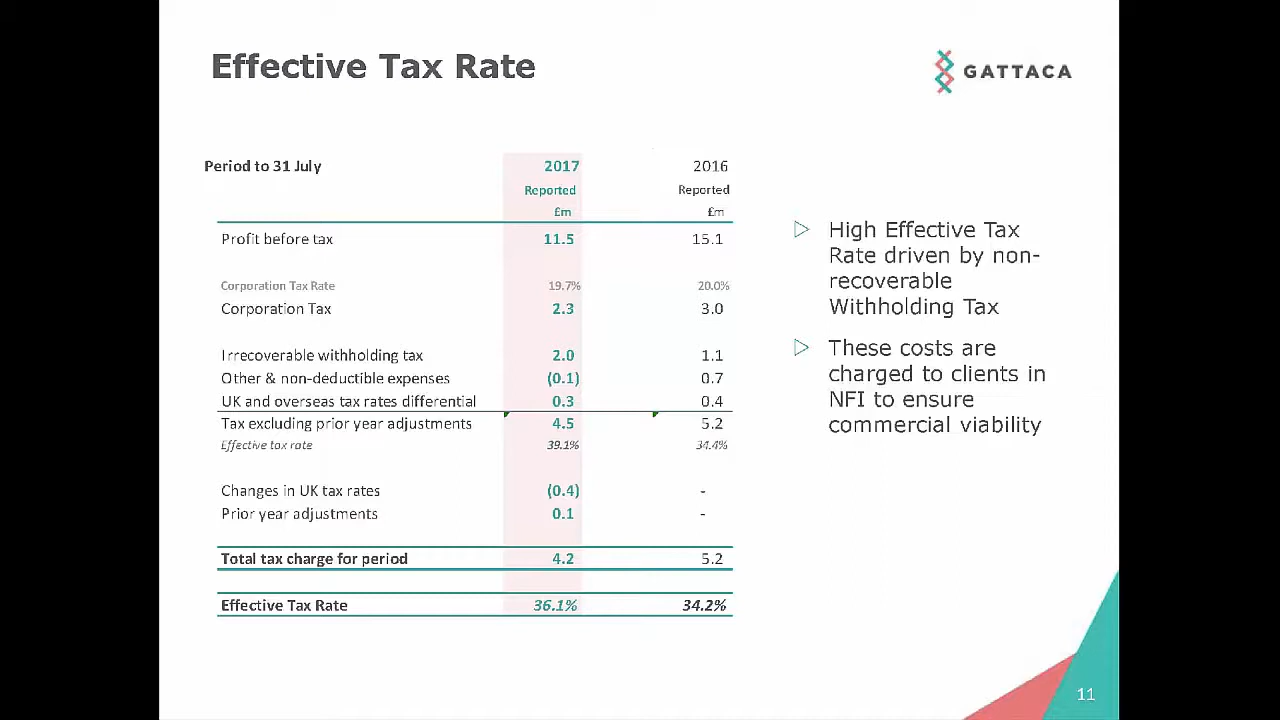 Effective Tax Rate
GATTACA
Period to 31 July 2017 2016
Reported Reported
£m £m
Profit before tax 11.5 15.1
Corporation Tax Rate 19.7% 20.0%
Corporation Tax 2.3 3.0
Irrecoverable withholding tax 2.0 1.1
Other & non-deductible expenses (0.1) 0.7
UK and overseas tax rates differential 0.3 0.4
Tax excluding prior year adjustments 4.5 5.2
Effective tax rate 39.1% 34.4%
Changes in UK tax rates (0.4) -
Prior year adjustments 0.1 -
Total tax charge for period 4.2 5.2
Effective Tax Rate 36.1% 34.2%
High Effective Tax
Rate driven by non-
recoverable
Withholding Tax
These costs are
charged to clients in
NFI to ensure
commercial viability
11